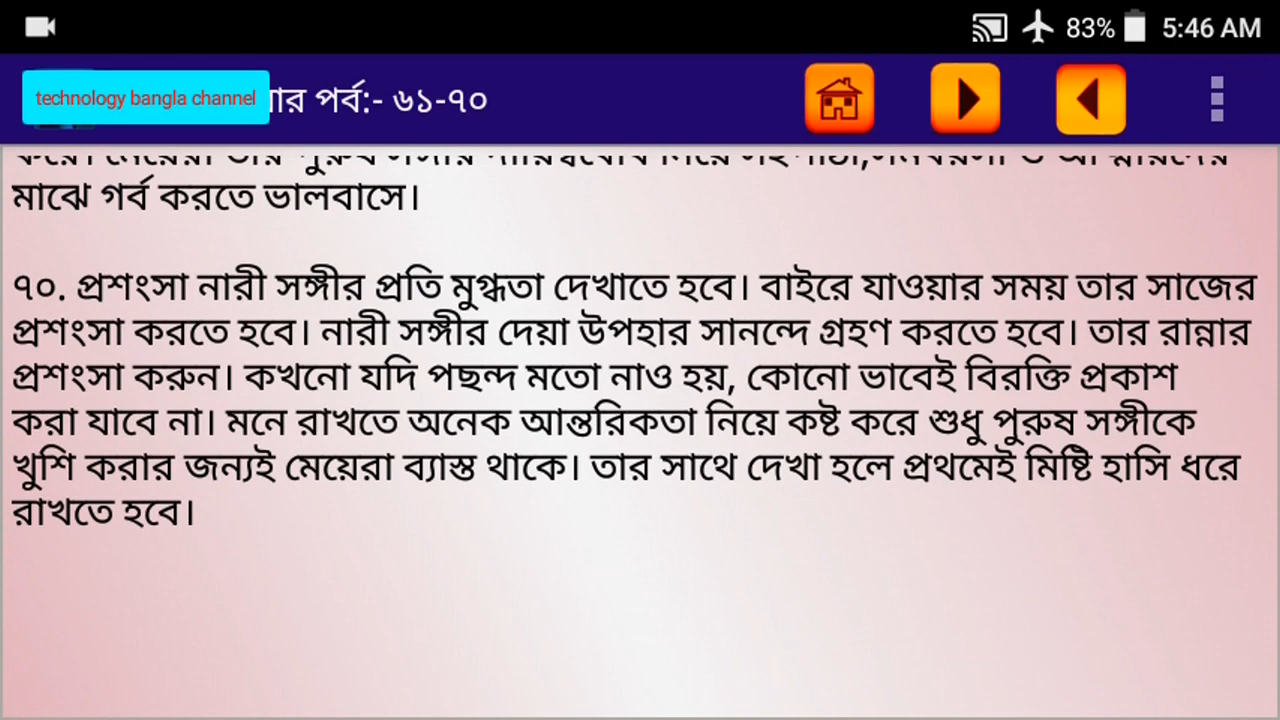 83% 5:46 AM
technology bangla channel
ার পর্ব:- ৬১-৭০
মাঝে গর্ব করতে ভালবাসে।
৭০. প্রশংসা নারী সঙ্গীর প্রতি মুগ্ধতা দেখাতে হবে। বাইরে যাওয়ার সময় তার সাজের
প্রশংসা করতে হবে। নারী সঙ্গীর দেয়া উপহার সানন্দে গ্রহণ করতে হবে। তার রান্নার
প্রশংসা করুন। কখনো যদি পছন্দ মতো নাও হয়, কোনো ভাবেই বিরক্তি প্রকাশ
করা যাবে না। মনে রাখতে অনেক আন্তরিকতা নিয়ে কষ্ট করে শুধু পুরুষ সঙ্গীকে
খুশি করার জন্যই মেয়েরা ব্যাস্ত থাকে। তার সাথে দেখা হলে প্রথমেই মিষ্টি হাসি ধরে
রাখতে হবে।